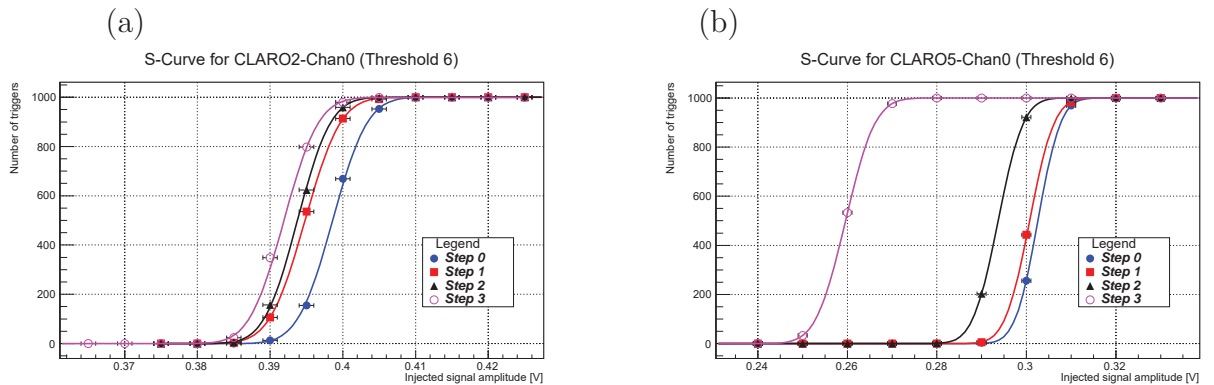 (a)
S-Curve for CLARO2-Chan0 (Threshold 6)
Number of triggers
1000
800
600
400
200
0
Legend
Step 0
Step 1
Step 2
Step 3
0.37
0.38
0.39
0.4
0.41
0.42
Injected signal amplitude [V]
(b)
S-Curve for CLARO5-Chan0 (Threshold 6)
Number of triggers
1000
800
600
400
200
0
Legend
Step 0
Step 1
Step 2
Step 3
0.24
0.26
0.28
0.3
0.32
Injected signal amplitude [V]